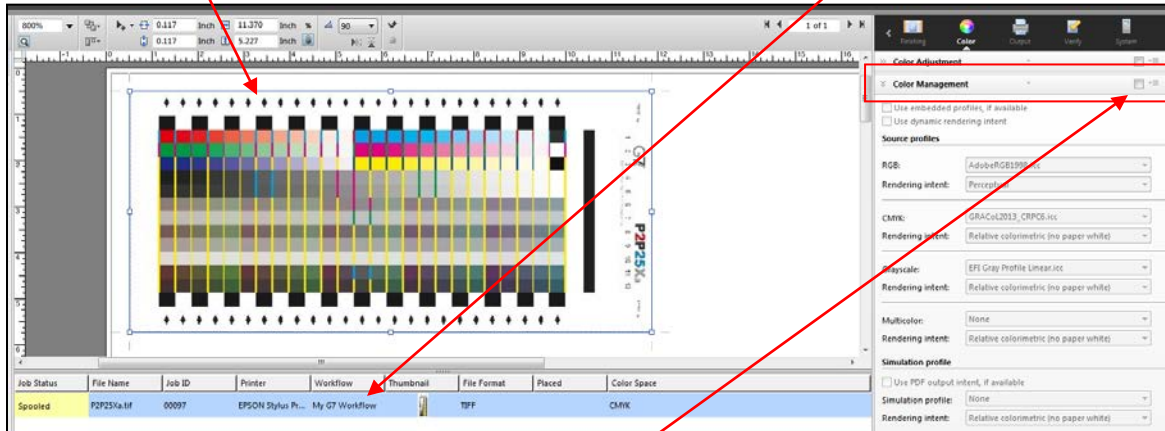 800% 0.117 Inch 11.370 Inch % 90 1 of 1
0.117 Inch 5.227 Inch
Finishing Color Output Verify System
Color Adjustment
Color Management
Use embedded profiles, if available
Use dynamic rendering intent
Source profiles
RGB: AdobeRGB1998.icc
Rendering intent: Perceptual
CMYK: GRACoL2013_CRPC6.icc
Rendering intent: Relative colorimetric (no paper white)
Grayscale: EFI Gray Profile Linear.icc
Rendering intent: Relative colorimetric (no paper white)
Multicolor: None
Rendering intent: Relative colorimetric (no paper white)
Simulation profile
Use PDF output intent, if available
Simulation profile: None
Rendering intent: Relative colorimetric (no paper white)
G7
P2P25Xa
Job Status File Name Job ID Printer Workflow Thumbnail File Format Placed Color Space
Spooled P2P25Xa.tif 00097 EPSON Stylus Pr... My G7 Workflow TIFF CMYK